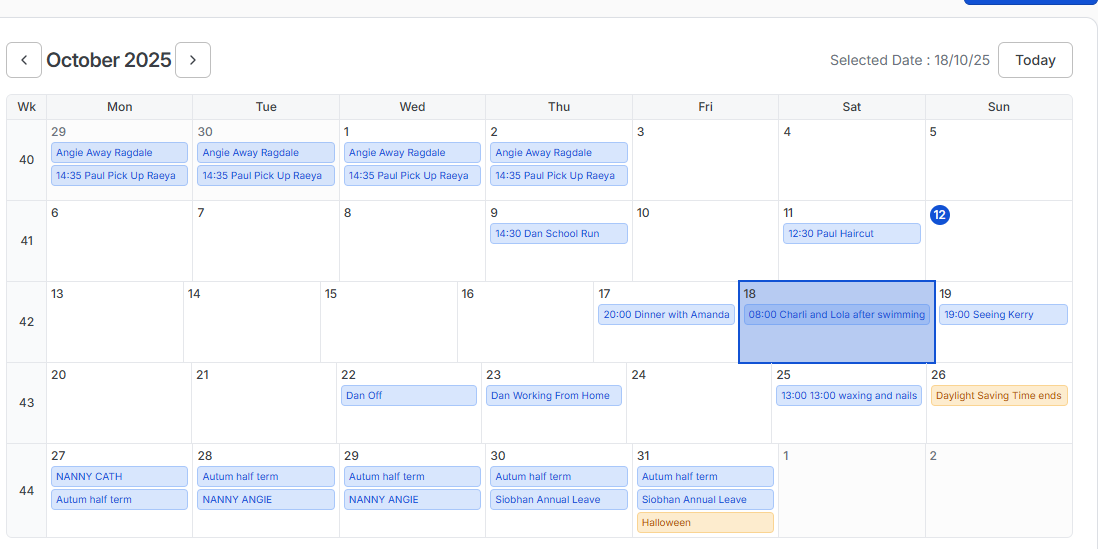 October 2025
Selected Date : 18/10/25
Today
Wk Mon Tue Wed Thu Fri Sat Sun
40
29
Angie Away Ragdale
14:35 Paul Pick Up Raeya
30
Angie Away Ragdale
14:35 Paul Pick Up Raeya
1
Angie Away Ragdale
14:35 Paul Pick Up Raeya
2
Angie Away Ragdale
14:35 Paul Pick Up Raeya
3
4
5
41
6
7
8
9
14:30 Dan School Run
10
11
12:30 Paul Haircut
12
42
13
14
15
16
17
20:00 Dinner with Amanda
18
08:00 Charli and Lola after swimming
19
19:00 Seeing Kerry
43
20
21
22
Dan Off
23
Dan Working From Home
24
25
13:00 13:00 waxing and nails
26
Daylight Saving Time ends
44
27
NANNY CATH
Autum half term
28
Autum half term
NANNY ANGIE
29
Autum half term
NANNY ANGIE
30
Autum half term
Siobhan Annual Leave
31
Autum half term
Siobhan Annual Leave
Halloween
1
2